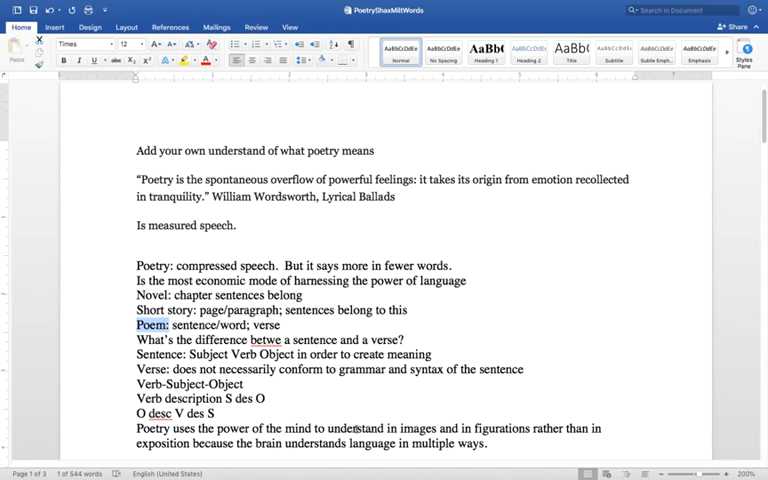 PoetryShaxMiltWords
Search in Document
Home Insert Design Layout References Mailings Review View Share
Paste Times 12 AaBbCcDdEe AaBbCcDdEe AaBbCc AaBbCcDdEe AaBb( AaBbCcDdEe AaBbCcDdEe AaBbCcDdEe
Normal No Spacing Heading 1 Heading 2 Title Subtitle Subtle Emph... Emphasis Styles Pane
Add your own understand of what poetry means
“Poetry is the spontaneous overflow of powerful feelings: it takes its origin from emotion recollected
in tranquility.” William Wordsworth, Lyrical Ballads
Is measured speech.
Poetry: compressed speech. But it says more in fewer words.
Is the most economic mode of harnessing the power of language
Novel: chapter sentences belong
Short story: page/paragraph; sentences belong to this
Poem: sentence/word; verse
What’s the difference betwe a sentence and a verse?
Sentence: Subject Verb Object in order to create meaning
Verse: does not necessarily conform to grammar and syntax of the sentence
Verb-Subject-Object
Verb description S des O
O desc V des S
Poetry uses the power of the mind to understand in images and in figurations rather than in
exposition because the brain understands language in multiple ways.
Page 1 of 3 1 of 544 words English (United States) 200%